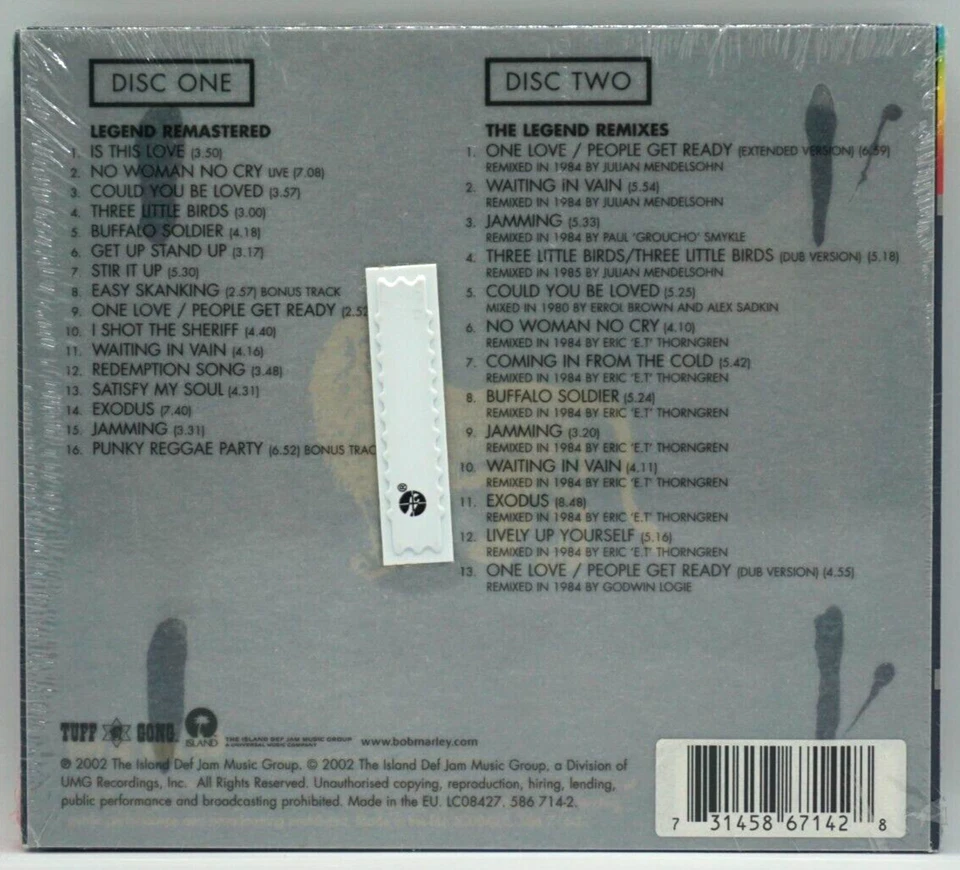 DISC ONE
LEGEND REMASTERED
1. IS THIS LOVE (3.50)
2. NO WOMAN NO CRY LIVE (7.08)
3. COULD YOU BE LOVED (3.57)
4. THREE LITTLE BIRDS (3.00)
5. BUFFALO SOLDIER (4.18)
6. GET UP STAND UP (3.17)
7. STIR IT UP (5.30)
8. EASY SKANKING (2.57) BONUS TRACK
9. ONE LOVE / PEOPLE GET READY (2.52
10. I SHOT THE SHERIFF (4.40)
11. WAITING IN VAIN (4.16)
12. REDEMPTION SONG (3.48)
13. SATISFY MY SOUL (4.31)
14. EXODUS (7.40)
15. JAMMING (3.31)
16. PUNKY REGGAE PARTY (6.52) BONUS TRAC
DISC TWO
THE LEGEND REMIXES
1. ONE LOVE / PEOPLE GET READY (EXTENDED VERSION) (6.59)
REMIXED IN 1984 BY JULIAN MENDELSOHN
2. WAITING IN VAIN (5.54)
REMIXED IN 1984 BY JULIAN MENDELSOHN
3. JAMMING (5.33)
REMIXED IN 1984 BY PAUL 'GROUCHO' SMYKLE
4. THREE LITTLE BIRDS/THREE LITTLE BIRDS (DUB VERSION) (5.18)
REMIXED IN 1985 BY JULIAN MENDELSOHN
5. COULD YOU BE LOVED (5.25)
MIXED IN 1980 BY ERROL BROWN AND ALEX SADKIN
6. NO WOMAN NO CRY (4.10)
REMIXED IN 1984 BY ERIC 'E.T' THORNGREN
7. COMING IN FROM THE COLD (5.42)
REMIXED IN 1984 BY ERIC 'E.T' THORNGREN
8. BUFFALO SOLDIER (5.24)
REMIXED IN 1984 BY ERIC 'E.T' THORNGREN
9. JAMMING (3.20)
REMIXED IN 1984 BY ERIC 'E.T' THORNGREN
10. WAITING IN VAIN (4.11)
REMIXED IN 1984 BY ERIC 'E.T' THORNGREN
11. EXODUS (8.48)
REMIXED IN 1984 BY ERIC 'E.T' THORNGREN
12. LIVELY UP YOURSELF (5.16)
REMIXED IN 1984 BY ERIC 'E.T' THORNGREN
13. ONE LOVE / PEOPLE GET READY (DUB VERSION) (4.55)
REMIXED IN 1984 BY GODWIN LOGIE
®
TUFF GONG
ISLAND
THE ISLAND DEF JAM MUSIC GROUP
A UNIVERSAL MUSIC COMPANY
www.bobmarley.com
℗ 2002 The Island Def Jam Music Group. © 2002 The Island Def Jam Music Group, a Division of
UMG Recordings, Inc. All Rights Reserved. Unauthorised copying, reproduction, hiring, lending,
public performance and broadcasting prohibited. Made in the EU. LC08427. 586 714-2.
7 31458 67142 8